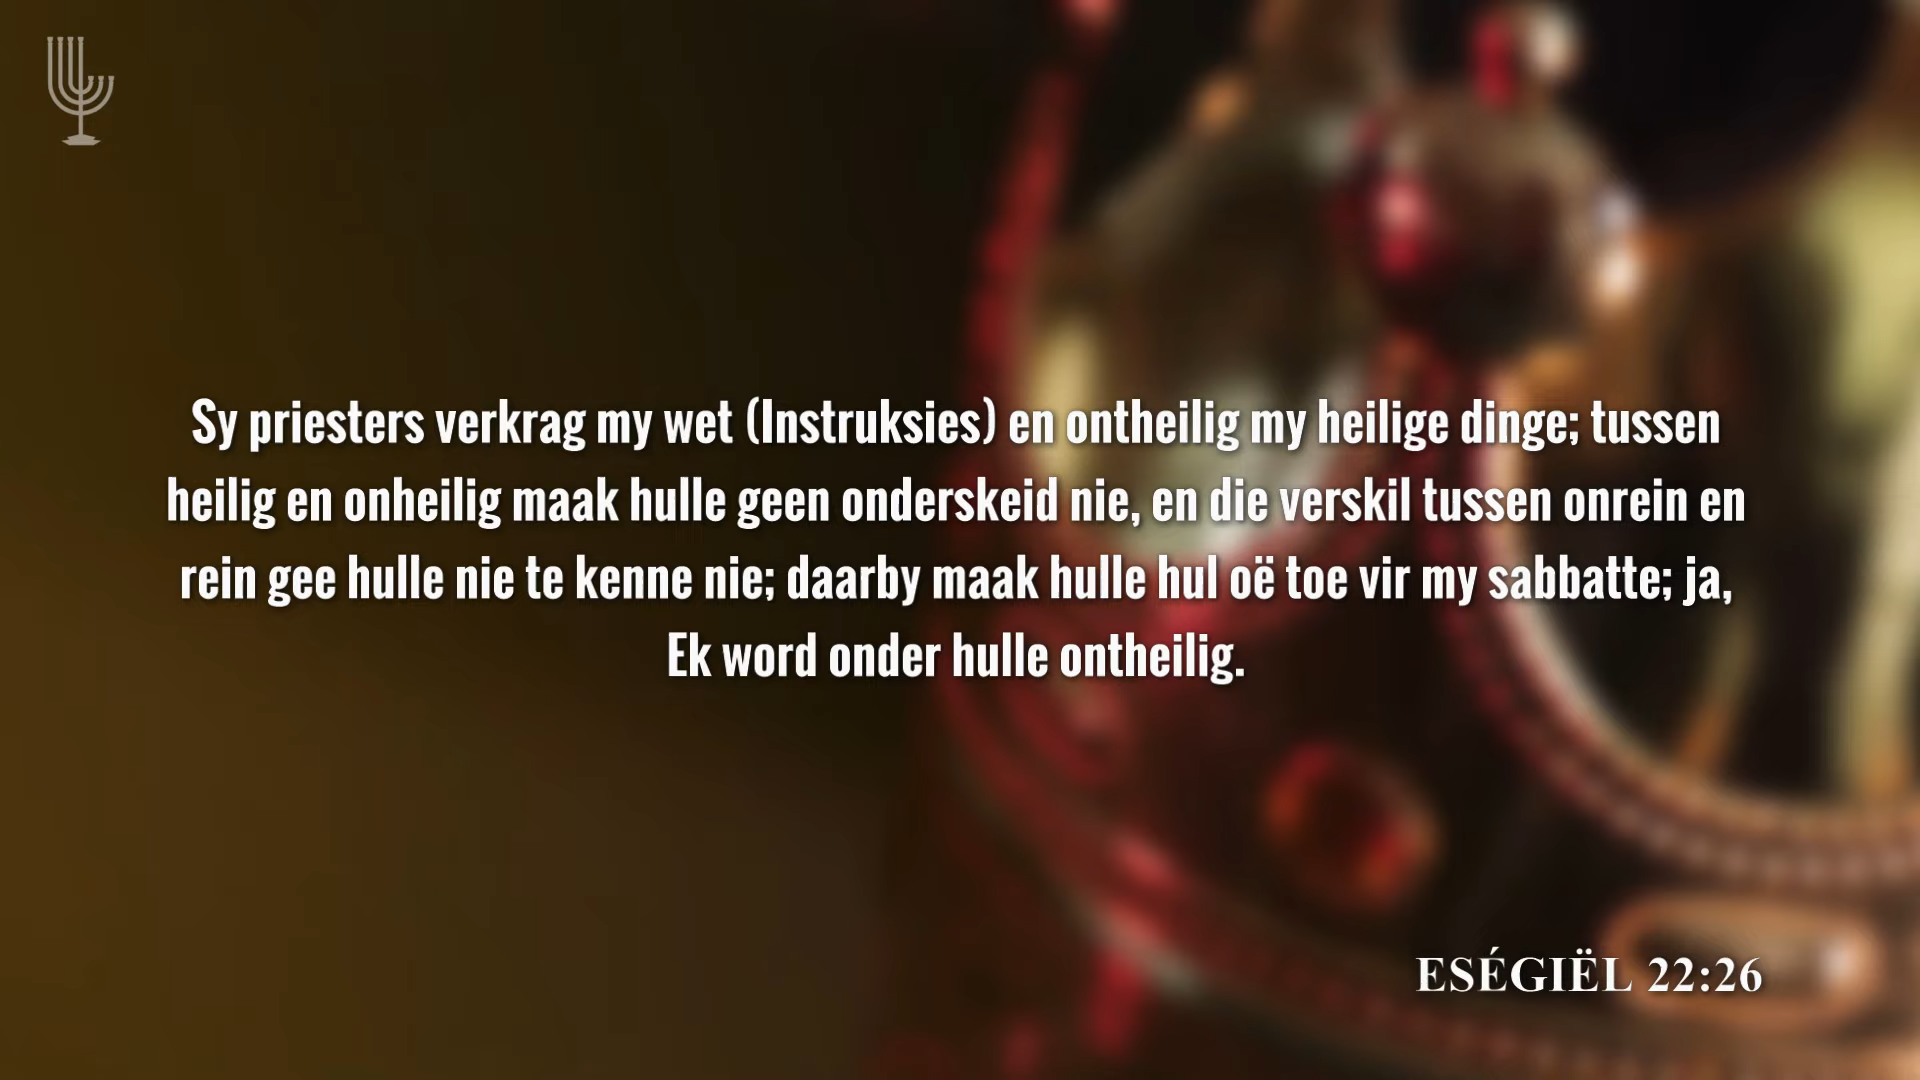 Sy priesters verkrag my wet (Instruksies) en ontheilig my heilige dinge; tussen
heilig en onheilig maak hulle geen onderskeid nie, en die verskil tussen onrein en
rein gee hulle nie te kenne nie; daarby maak hulle hul oë toe vir my sabbatte; ja,
Ek word onder hulle ontheilig.
ESÉGIËL 22:26